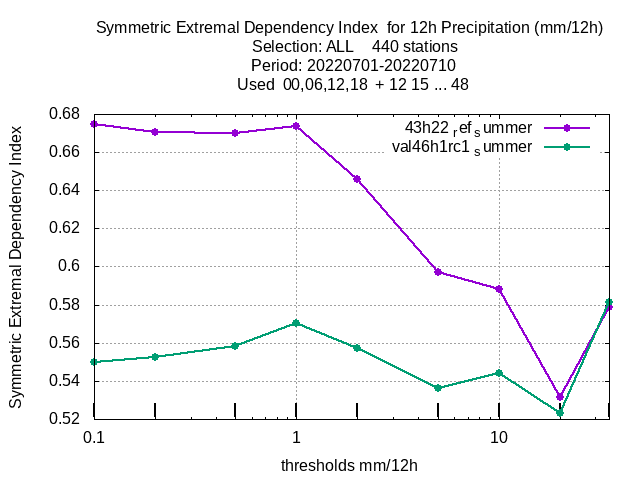 Symmetric Extremal Dependency Index  for 12h Precipitation (mm/12h)
Selection: ALL    440 stations
Period: 20220701-20220710
Used  00,06,12,18  + 12 15 ... 48
Symmetric Extremal Dependency Index
0.68
0.66
0.64
0.62
0.6
0.58
0.56
0.54
0.52
43h22 ref summer
val46h1rc1 summer
0.1
1
10
thresholds mm/12h